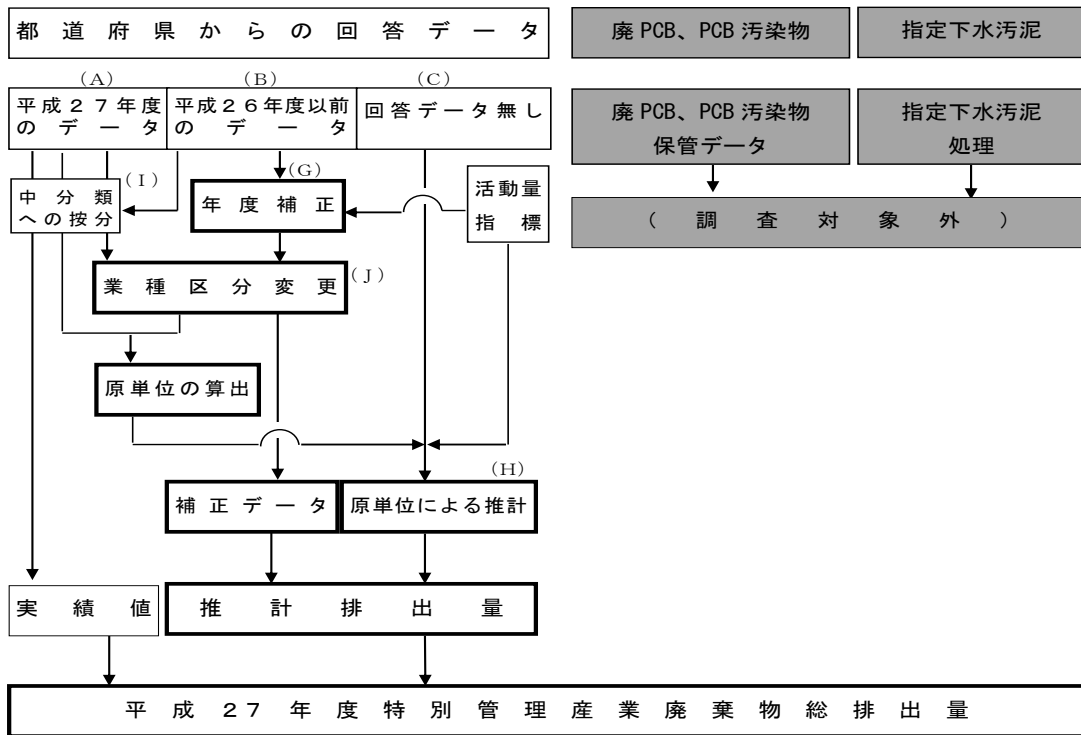 都道府県からの回答データ
廃PCB、PCB汚染物
指定下水汚泥
(A)
(B)
(C)
平成27年度
のデータ
平成26年度以前
のデータ
回答データ無し
廃PCB、PCB汚染物
保管データ
指定下水汚泥
処理
(I)
中分類
への按分
(G)
年度補正
活動量
指標
(調査対象外)
業種区分変更
(J)
原単位の算出
(H)
補正データ
原単位による推計
実績値
推計排出量
平成27年度特別管理産業廃棄物総排出量